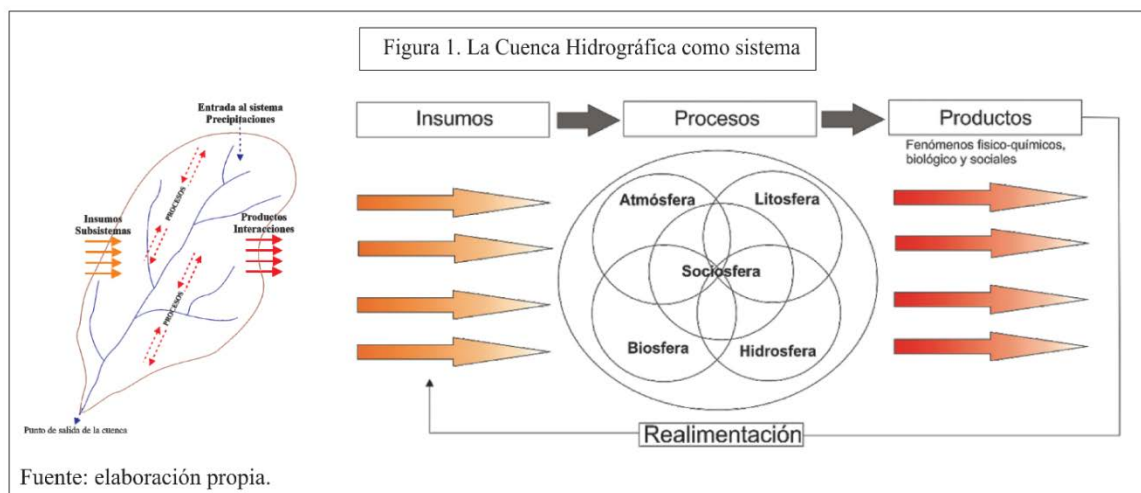 Figura 1. La Cuenca Hidrográfica como sistema
Entrada al sistema
Precipitaciones
PROCESOS
Insumos
Subsistemas
Productos
Interacciones
PROCESOS
Punto de salida de la cuenca
Insumos
Procesos
Productos
Fenómenos físico-químicos,
biológico y sociales
Atmósfera
Litosfera
Sociosfera
Biosfera
Hidrosfera
Realimentación
Fuente: elaboración propia.